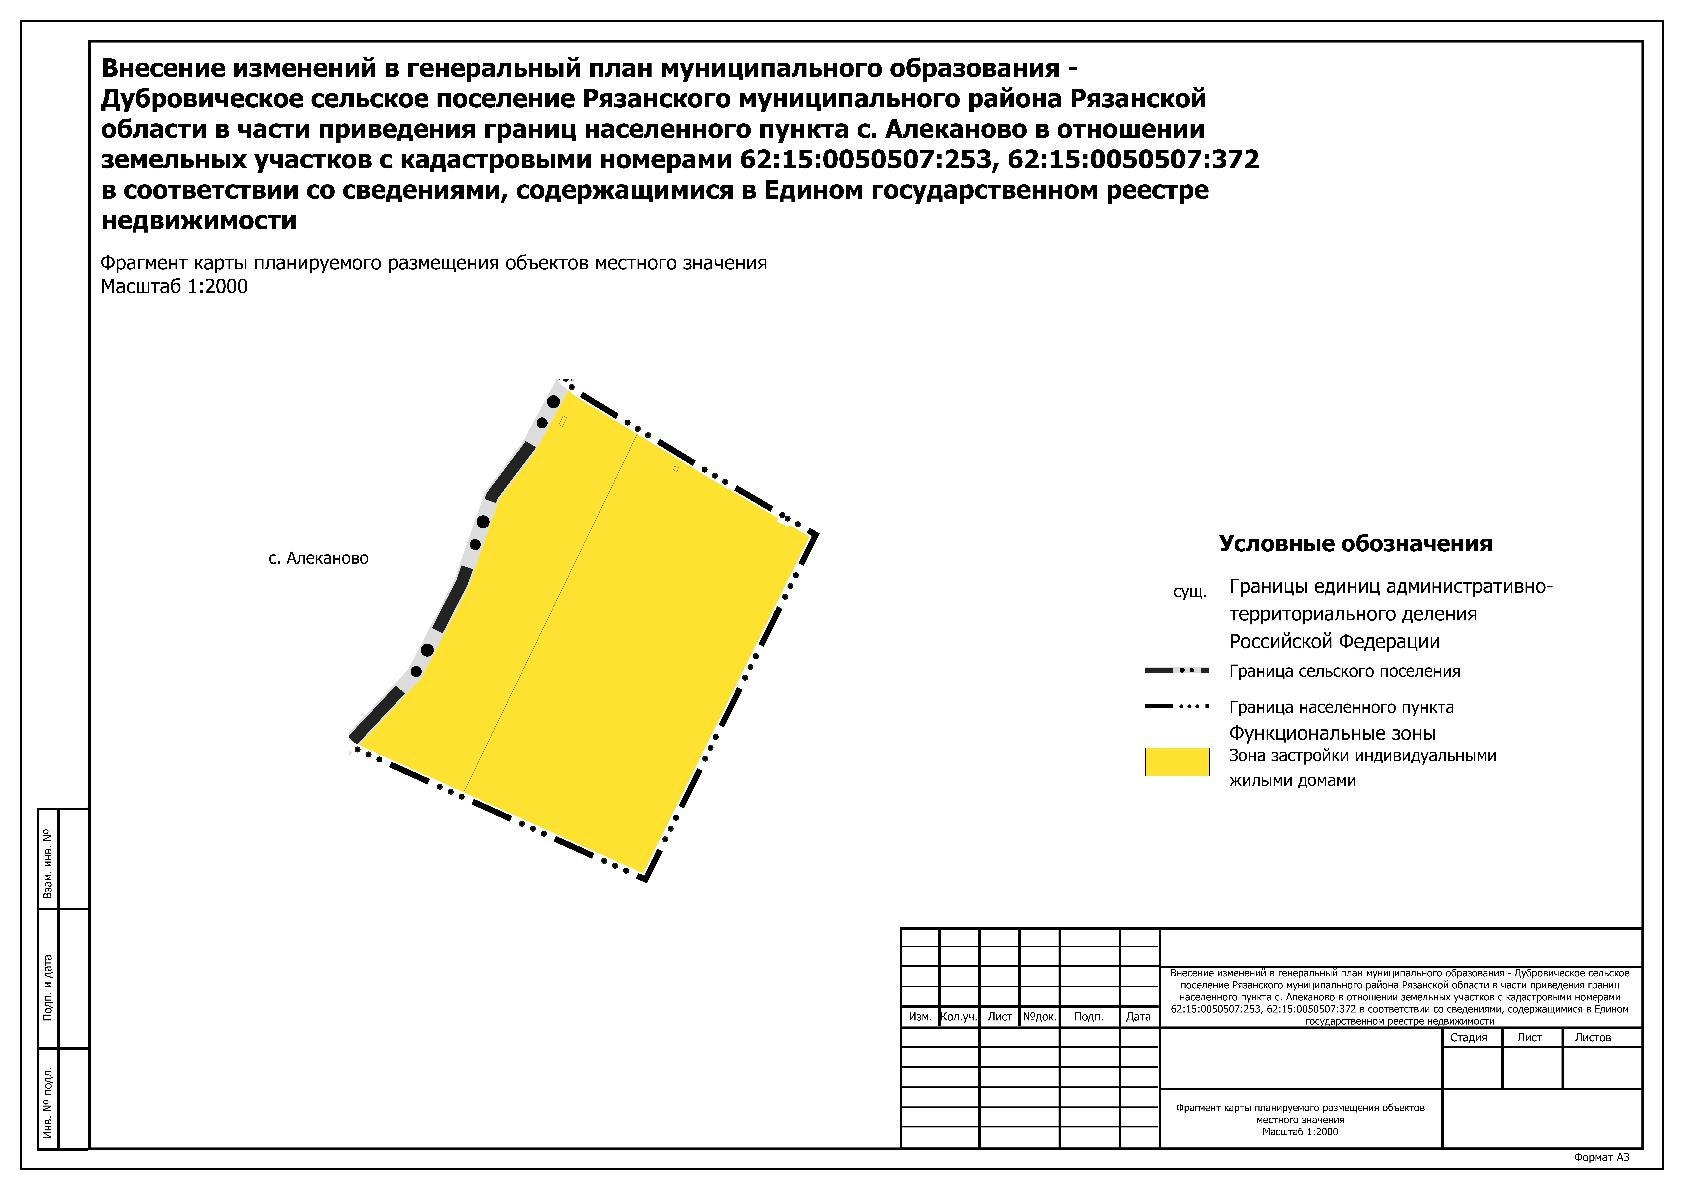 Внесение изменений в генеральный план муниципального образования -
Дубровическое сельское поселение Рязанского муниципального района Рязанской
области в части приведения границ населенного пункта с. Алеканово в отношении
земельных участков с кадастровыми номерами 62:15:0050507:253, 62:15:0050507:372
в соответствии со сведениями, содержащимися в Едином государственном реестре
недвижимости
Фрагмент карты планируемого размещения объектов местного значения
Масштаб 1:2000
с. Алеканово
Условные обозначения
сущ.
Границы единиц административно-
территориального деления
Российской Федерации
Граница сельского поселения
Граница населенного пункта
Функциональные зоны
Зона застройки индивидуальными
жилыми домами
Взам. инв. №
Подп. и дата
Инв. № подл.
Внесение изменений в генеральный план муниципального образования - Дубровическое сельское
поселение Рязанского муниципального района Рязанской области в части приведения границ
населенного пункта с. Алеканово в отношении земельных участков с кадастровыми номерами
62:15:0050507:253, 62:15:0050507:372 в соответствии со сведениями, содержащимися в Едином
государственном реестре недвижимости
Изм. Кол.уч. Лист №док. Подп. Дата
Стадия Лист Листов
Фрагмент карты планируемого размещения объектов
местного значения
Масштаб 1:2000
Формат А3